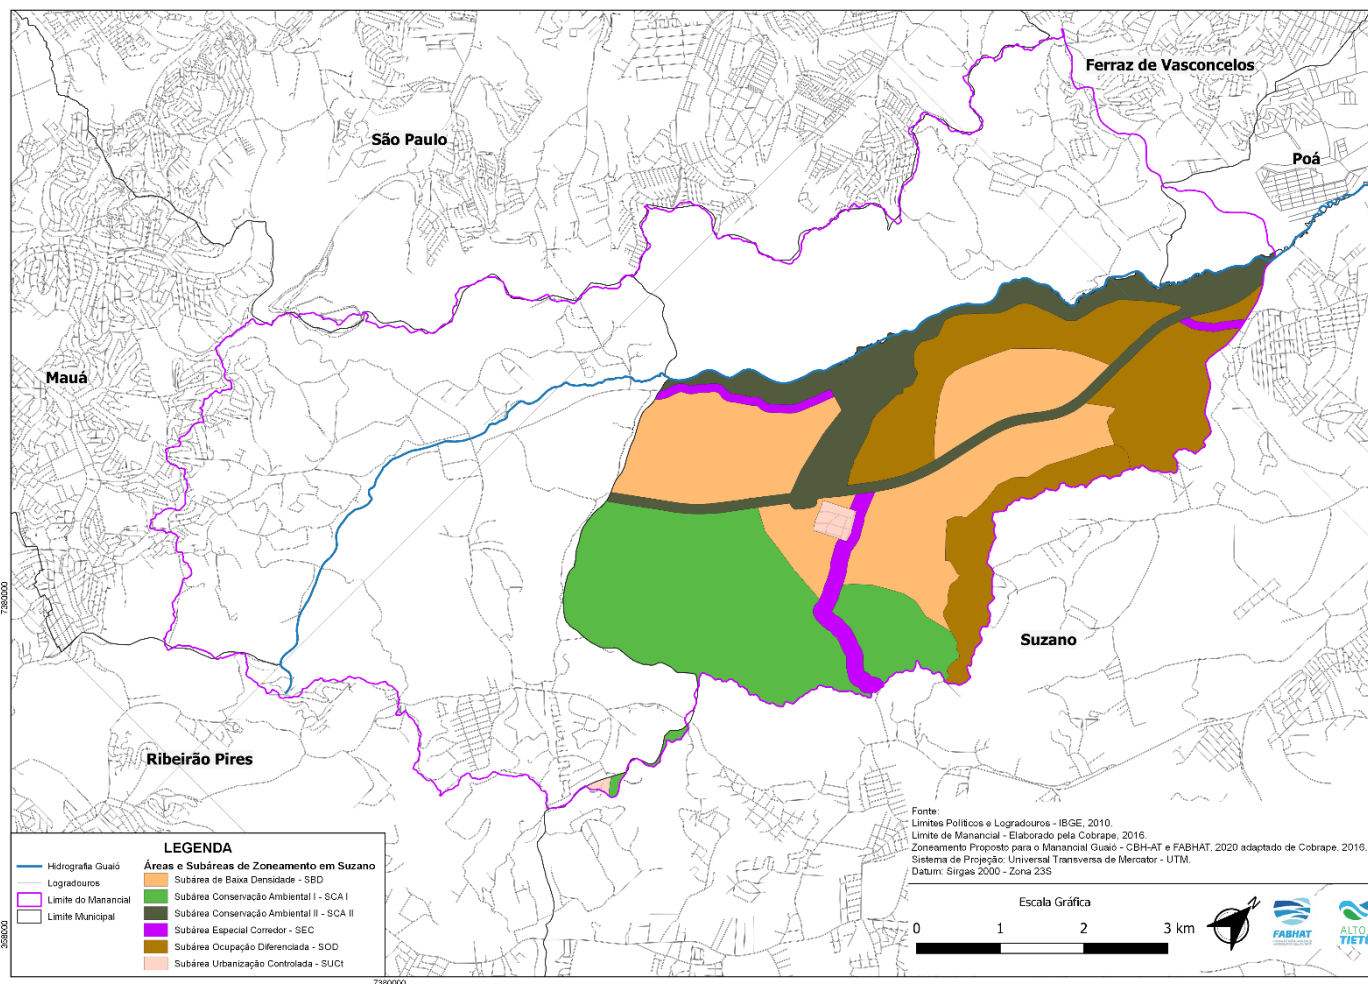 Ferraz de Vasconcelos
São Paulo
Poá
Mauá
Suzano
Ribeirão Pires
7380000
358000
7380000
LEGENDA
Hidrografia Guaió
Logradouros
Limite do Manancial
Limite Municipal
Áreas e Subáreas de Zoneamento em Suzano
Subárea de Baixa Densidade - SBD
Subárea Conservação Ambiental I - SCA I
Subárea Conservação Ambiental II - SCA II
Subárea Especial Corredor - SEC
Subárea Ocupação Diferenciada - SOD
Subárea Urbanização Controlada - SUCt
Fonte:
Limites Políticos e Logradouros - IBGE, 2010.
Limite de Manancial - Elaborado pela Cobrape, 2016.
Zoneamento Proposto para o Manancial Guaió - CBH-AT e FABHAT, 2020 adaptado de Cobrape, 2016.
Sistema de Projeção: Universal Transversa de Mercator - UTM.
Datum: Sirgas 2000 - Zona 23S
Escala Gráfica
0 1 2 3 km
N
FABHAT
ALTO
TIET